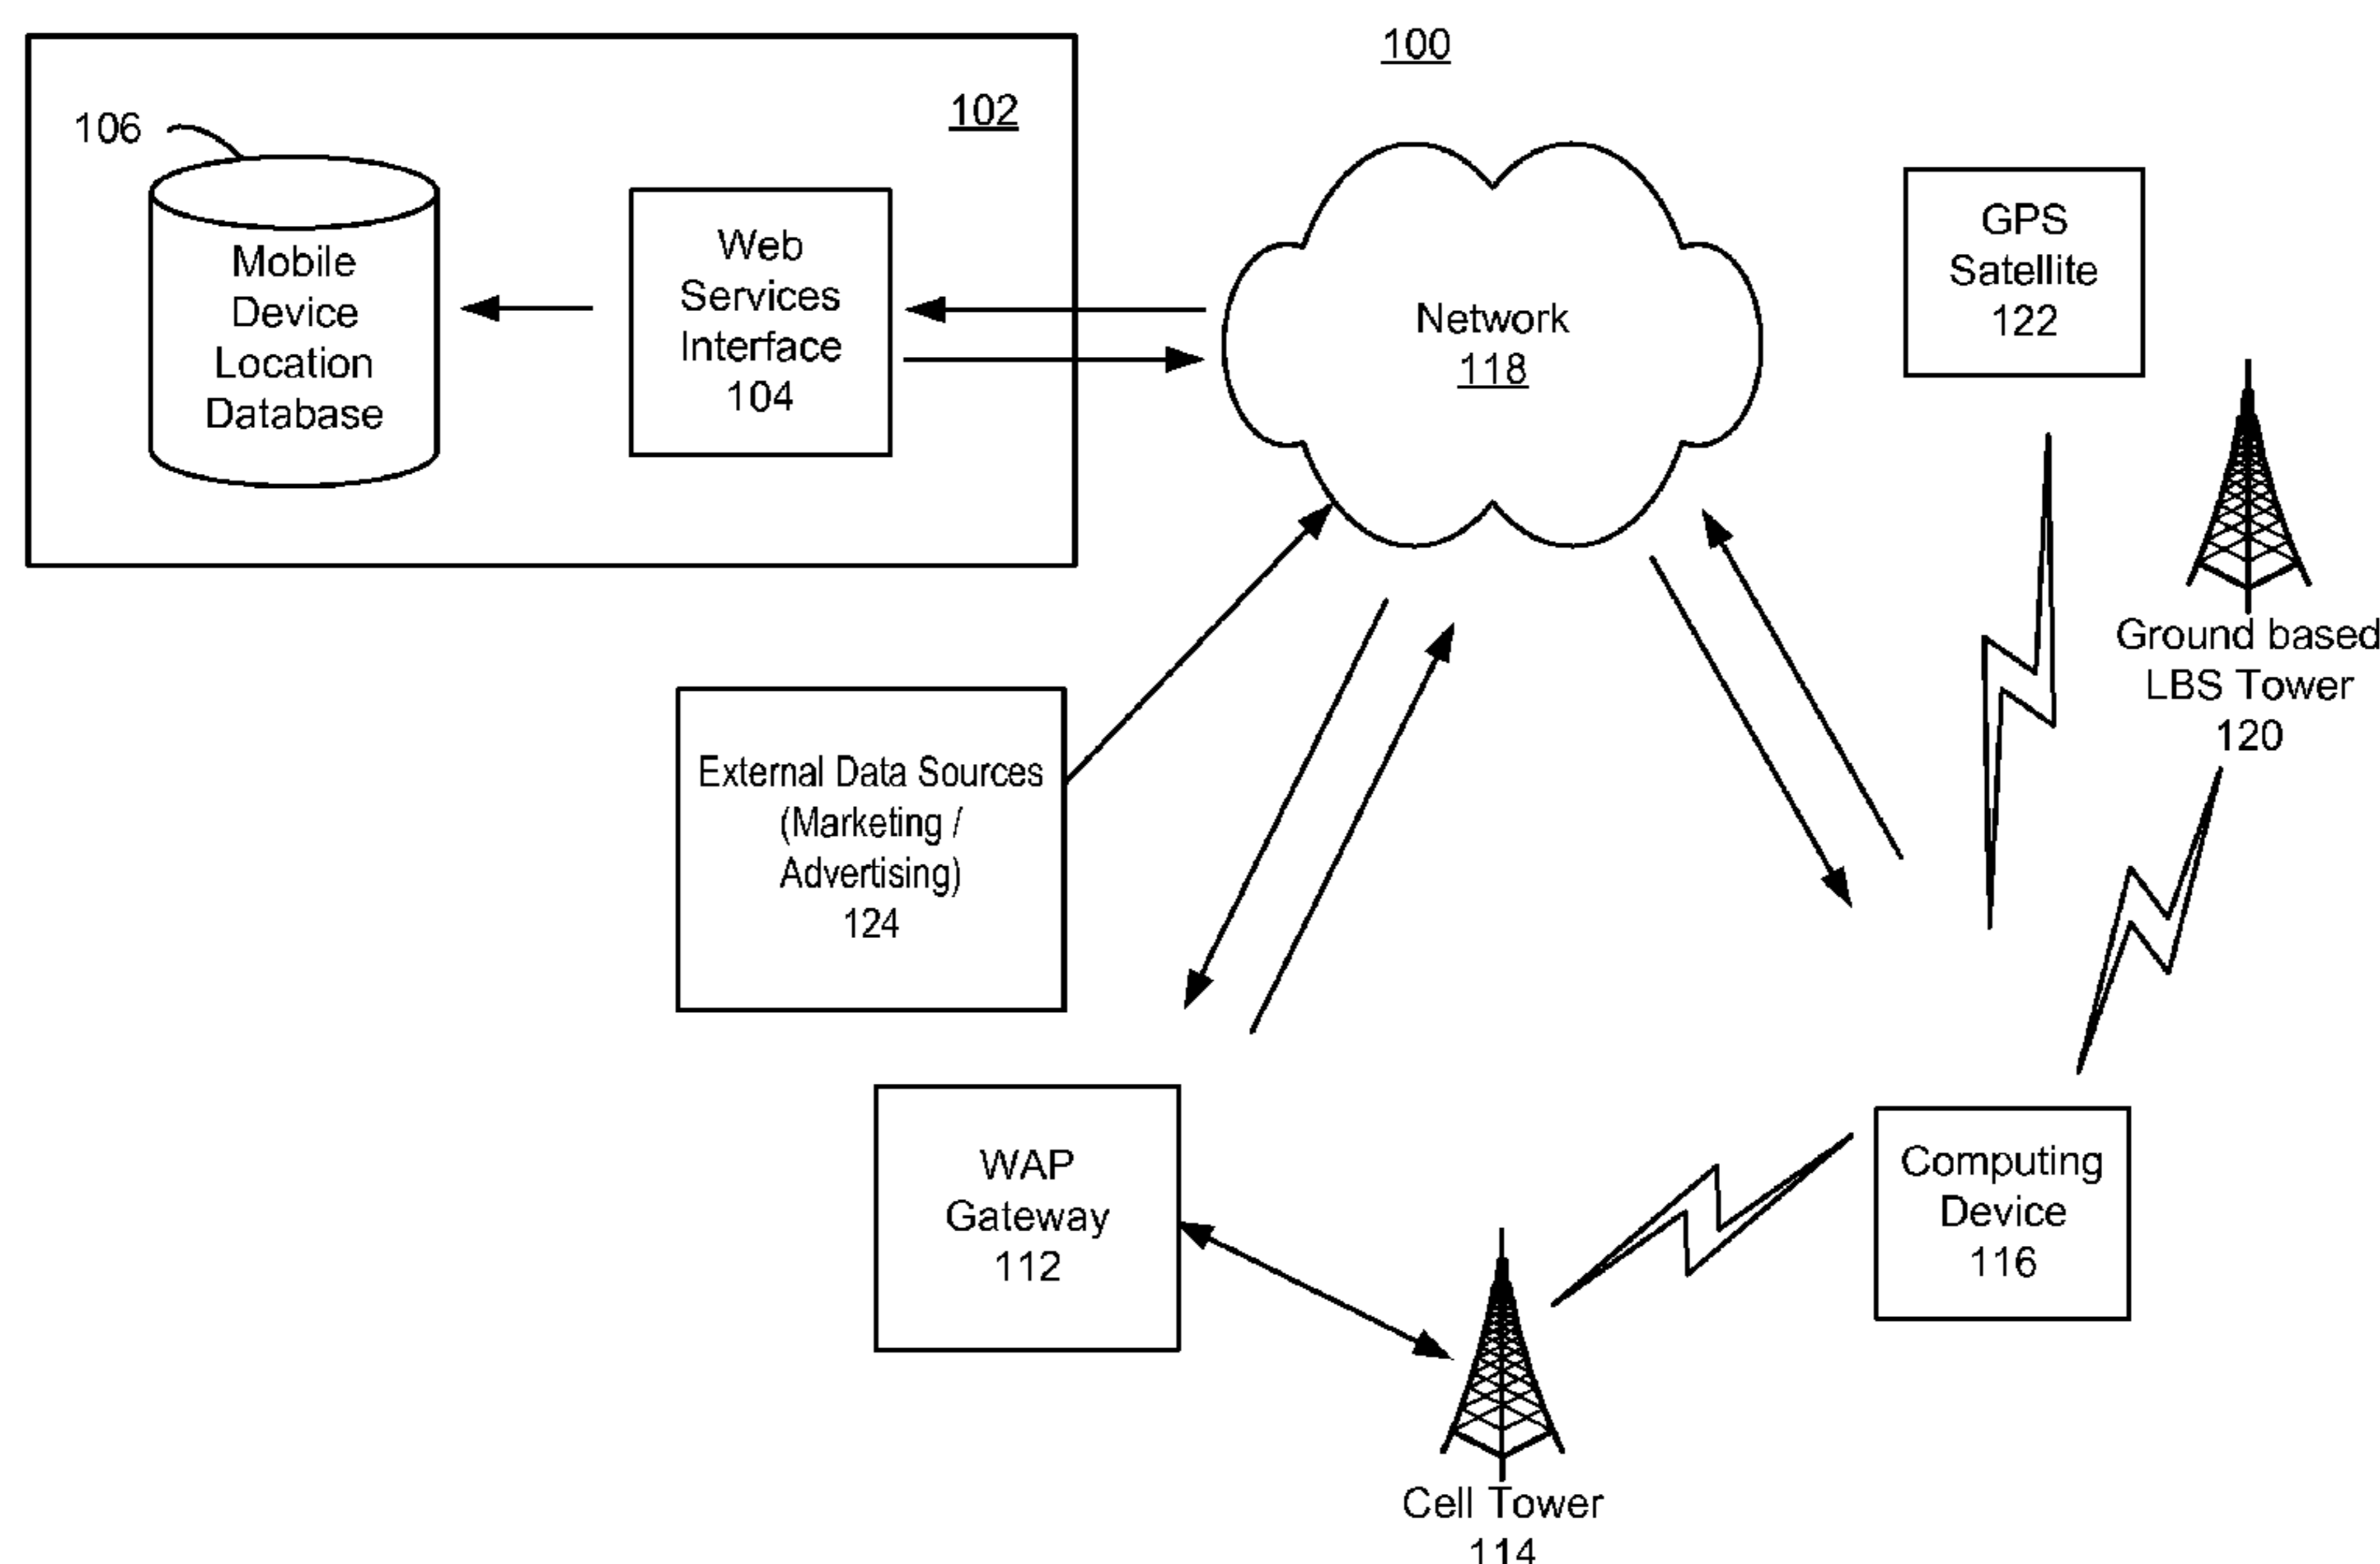 100
102
106
Mobile
Device
Location
Database
Web
Services
Interface
104
Network
118
GPS
Satellite
122
Ground based
LBS Tower
120
External Data Sources
(Marketing /
Advertising)
124
WAP
Gateway
112
Computing
Device
116
Cell Tower
114